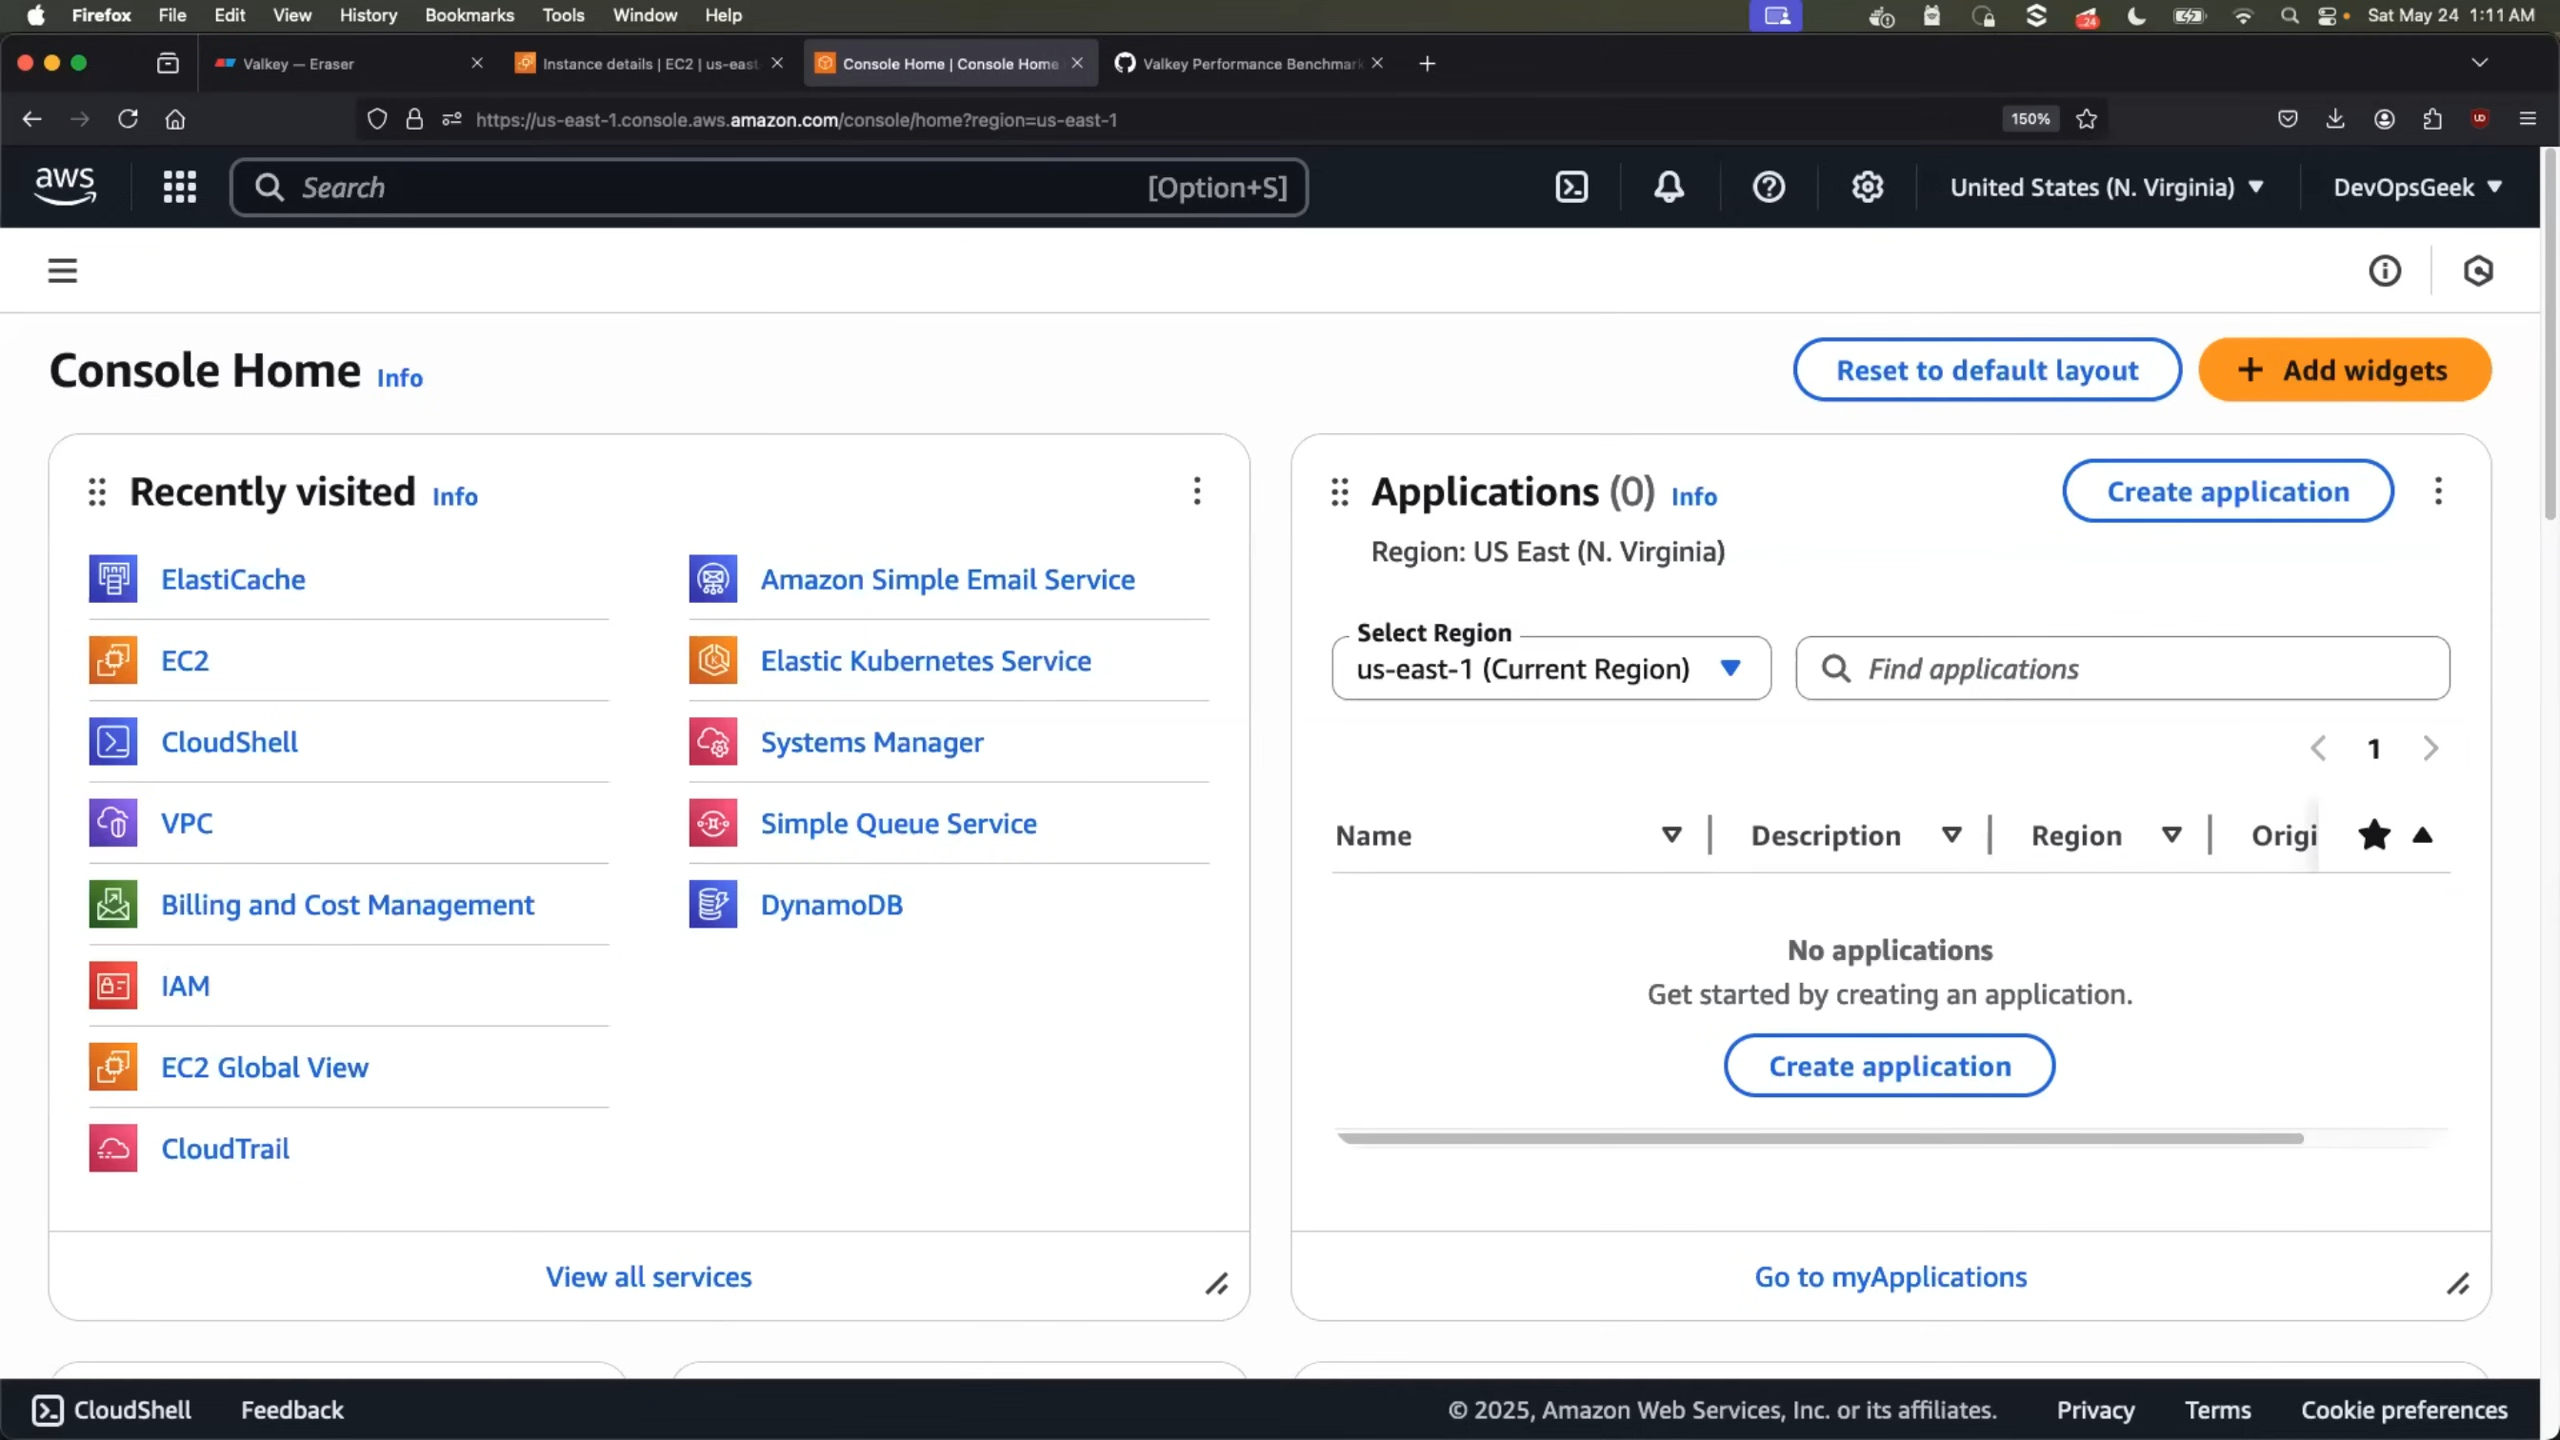 Firefox File Edit View History Bookmarks Tools Window Help
24
Sat May 24 1:11 AM
Valkey — Eraser
Instance details | EC2 | us-east
Console Home | Console Home
Valkey Performance Benchmark
https://us-east-1.console.aws.amazon.com/console/home?region=us-east-1
150%
aws
Search
[Option+S]
United States (N. Virginia)
DevOpsGeek
Console Home Info
Reset to default layout
+ Add widgets
Recently visited Info
ElastiCache
EC2
CloudShell
VPC
Billing and Cost Management
IAM
EC2 Global View
CloudTrail
Amazon Simple Email Service
Elastic Kubernetes Service
Systems Manager
Simple Queue Service
DynamoDB
View all services
Applications (0) Info
Create application
Region: US East (N. Virginia)
Select Region
us-east-1 (Current Region)
Find applications
1
Name
Description
Region
Origi
No applications
Get started by creating an application.
Create application
Go to myApplications
CloudShell
Feedback
© 2025, Amazon Web Services, Inc. or its affiliates.
Privacy
Terms
Cookie preferences